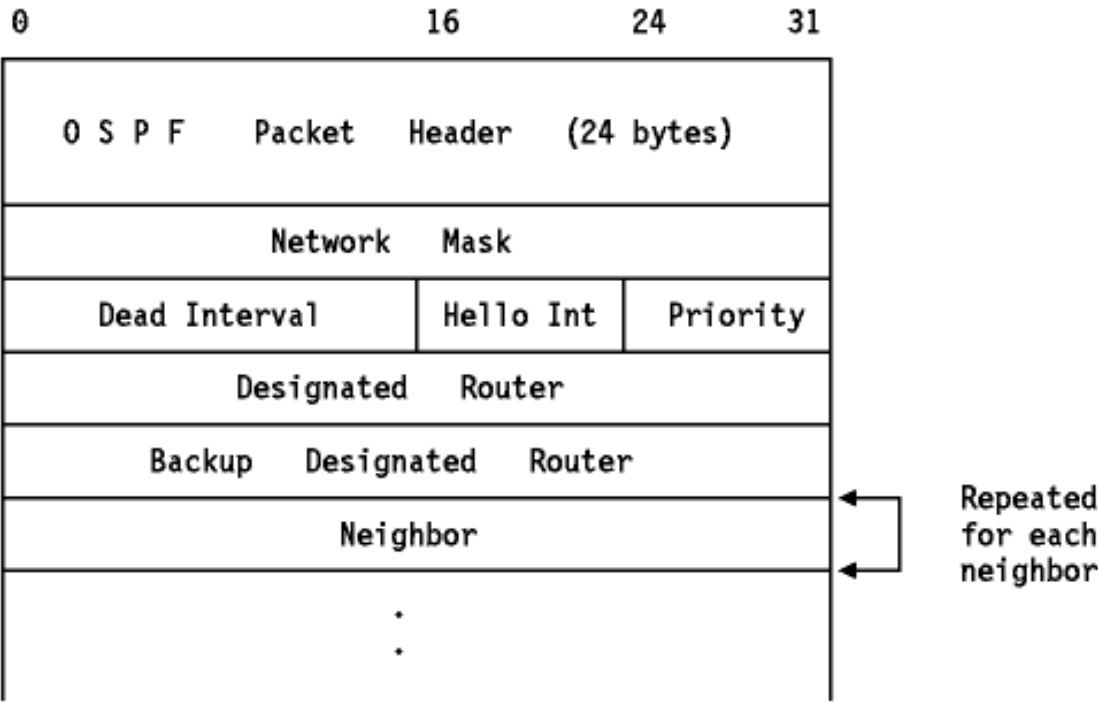 0 16 24 31
O S P F Packet Header (24 bytes)
Network Mask
Dead Interval Hello Int Priority
Designated Router
Backup Designated Router
Neighbor
Repeated
for each
neighbor